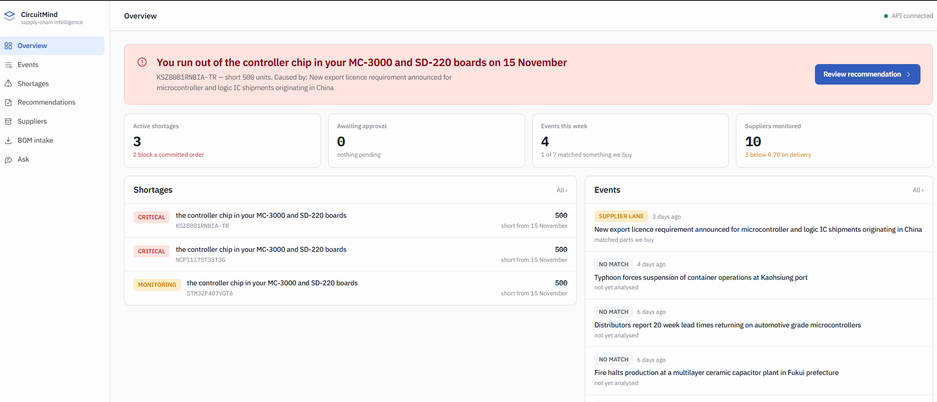 CircuitMind
supply-chain intelligence
Overview
API connected
Overview
Events
Shortages
Recommendations
Suppliers
BOM intake
Ask
You run out of the controller chip in your MC-3000 and SD-220 boards on 15 November
KSZ8081RNBIA-TR — short 500 units. Caused by: New export licence requirement announced for
microcontroller and logic IC shipments originating in China
Review recommendation ›
Active shortages
3
2 block a committed order
Awaiting approval
0
nothing pending
Events this week
4
1 of 7 matched something we buy
Suppliers monitored
10
3 below 0.70 on delivery
Shortages
All ›
CRITICAL the controller chip in your MC-3000 and SD-220 boards 500
KSZ8081RNBIA-TR short from 15 November
CRITICAL the controller chip in your MC-3000 and SD-220 boards 500
NCP1117ST33T3G short from 15 November
MONITORING the controller chip in your MC-3000 and SD-220 boards 500
STM32F407VGT6 short from 15 November
Events
All ›
SUPPLIER LANE 3 days ago
New export licence requirement announced for microcontroller and logic IC shipments originating in China
matched parts we buy
NO MATCH 4 days ago
Typhoon forces suspension of container operations at Kaohsiung port
not yet analysed
NO MATCH 6 days ago
Distributors report 20 week lead times returning on automotive grade microcontrollers
not yet analysed
NO MATCH 6 days ago
Fire halts production at a multilayer ceramic capacitor plant in Fukui prefecture
not yet analysed